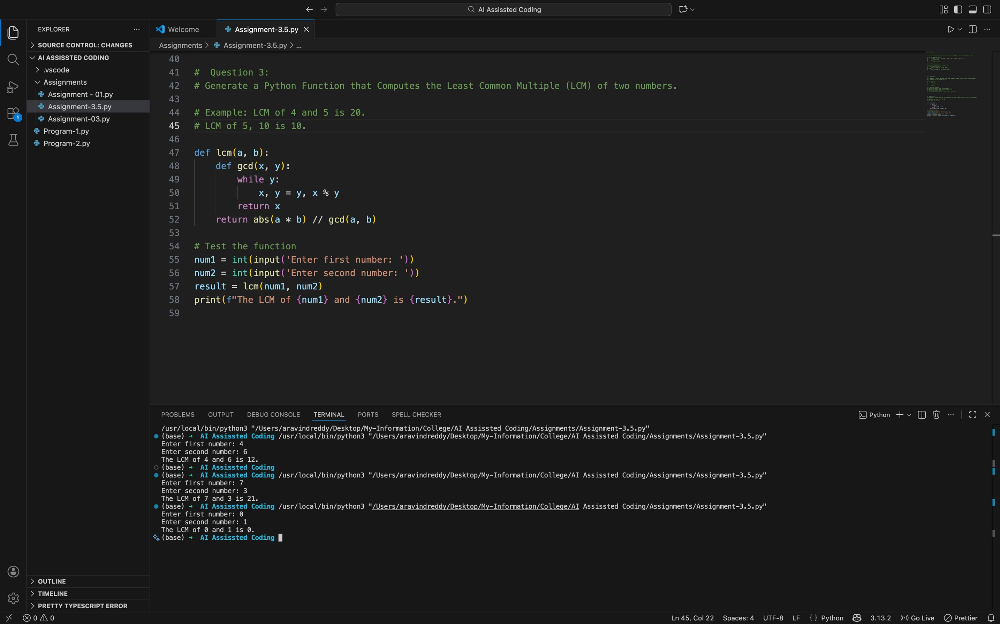 AI Assissted Coding
EXPLORER
SOURCE CONTROL: CHANGES
AI ASSISSTED CODING
.vscode
Assignments
Assignment - 01.py
Assignment-3.5.py
Assignment-03.py
Program-1.py
Program-2.py
1
OUTLINE
TIMELINE
PRETTY TYPESCRIPT ERROR
Welcome
Assignment-3.5.py
Assignments > Assignment-3.5.py > ...
40
41 #  Question 3:
42 # Generate a Python Function that Computes the Least Common Multiple (LCM) of two numbers.
43
44 # Example: LCM of 4 and 5 is 20.
45 # LCM of 5, 10 is 10.
46
47 def lcm(a, b):
48     def gcd(x, y):
49         while y:
50             x, y = y, x % y
51         return x
52     return abs(a * b) // gcd(a, b)
53
54 # Test the function
55 num1 = int(input('Enter first number: '))
56 num2 = int(input('Enter second number: '))
57 result = lcm(num1, num2)
58 print(f"The LCM of {num1} and {num2} is {result}.")
59
PROBLEMS OUTPUT DEBUG CONSOLE TERMINAL PORTS SPELL CHECKER Python
/usr/local/bin/python3 "/Users/aravindreddy/Desktop/My-Information/College/AI Assissted Coding/Assignments/Assignment-3.5.py"
(base) → AI Assissted Coding /usr/local/bin/python3 "/Users/aravindreddy/Desktop/My-Information/College/AI Assissted Coding/Assignments/Assignment-3.5.py"
Enter first number: 4
Enter second number: 6
The LCM of 4 and 6 is 12.
(base) → AI Assissted Coding
(base) → AI Assissted Coding /usr/local/bin/python3 "/Users/aravindreddy/Desktop/My-Information/College/AI Assissted Coding/Assignments/Assignment-3.5.py"
Enter first number: 7
Enter second number: 3
The LCM of 7 and 3 is 21.
(base) → AI Assissted Coding /usr/local/bin/python3 "/Users/aravindreddy/Desktop/My-Information/College/AI Assissted Coding/Assignments/Assignment-3.5.py"
Enter first number: 0
Enter second number: 1
The LCM of 0 and 1 is 0.
(base) → AI Assissted Coding
0 0 Ln 45, Col 22 Spaces: 4 UTF-8 LF { } Python 3.13.2 Go Live Prettier